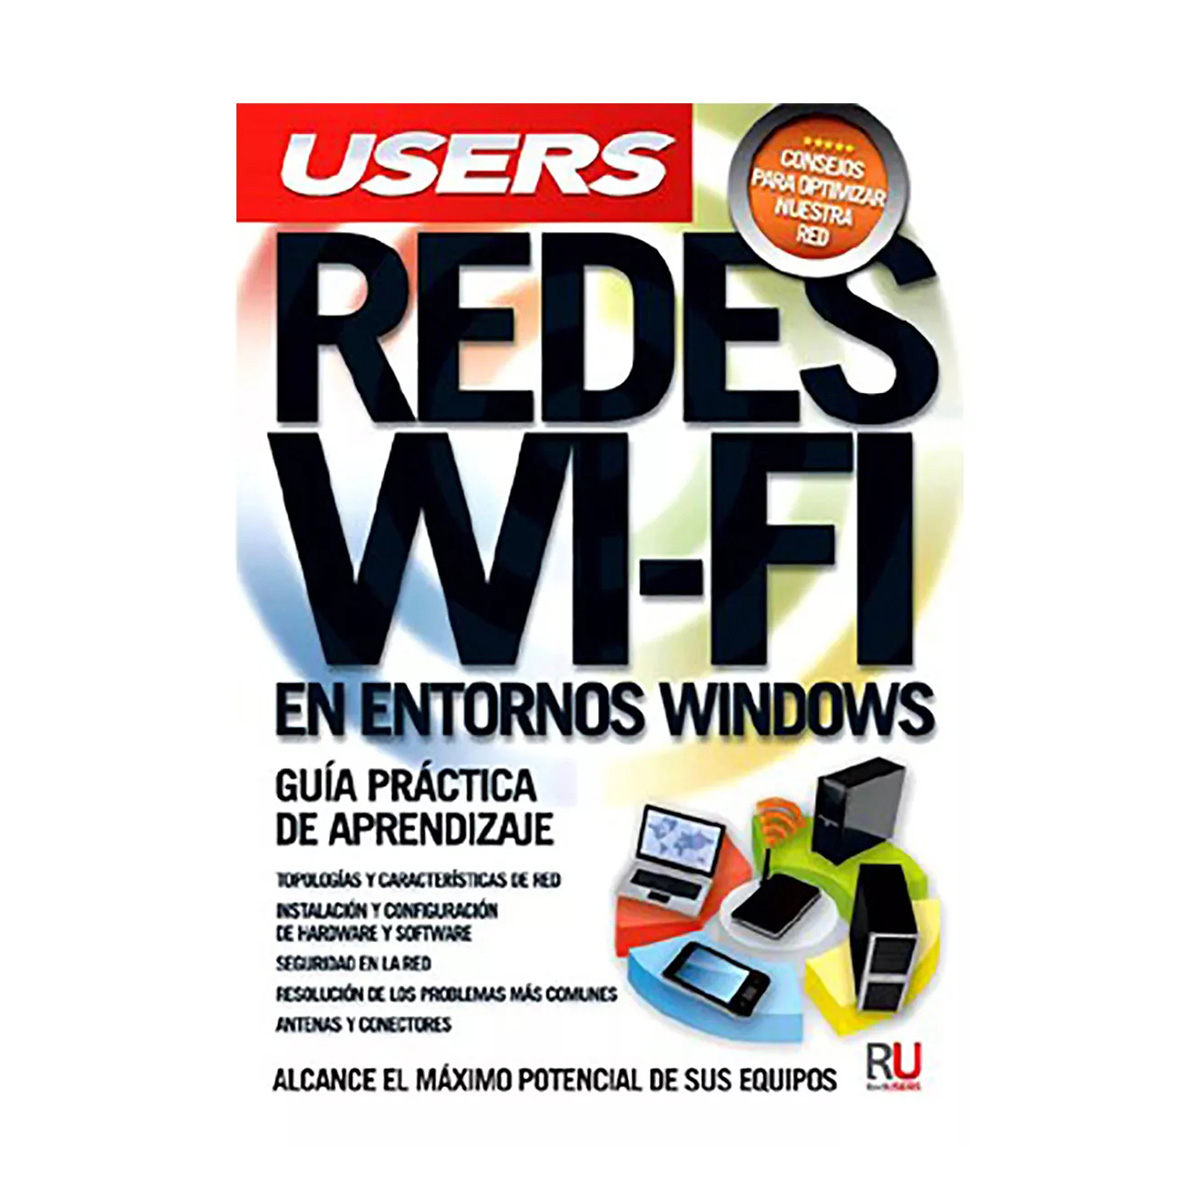 USERS
CONSEJOS
PARA OPTIMIZAR
NUESTRA
RED
REDES
WI-FI
EN ENTORNOS WINDOWS
GUÍA PRÁCTICA
DE APRENDIZAJE
TOPOLOGÍAS Y CARACTERÍSTICAS DE RED
INSTALACIÓN Y CONFIGURACIÓN
DE HARDWARE Y SOFTWARE
SEGURIDAD EN LA RED
RESOLUCIÓN DE LOS PROBLEMAS MÁS COMUNES
ANTENAS Y CONECTORES
ALCANCE EL MÁXIMO POTENCIAL DE SUS EQUIPOS
RU
USERS